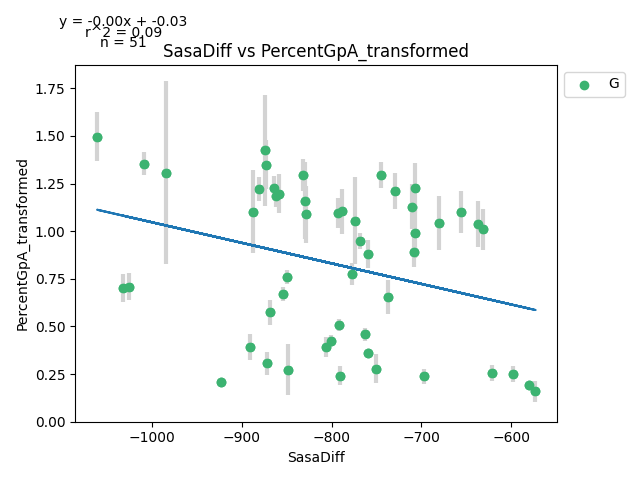 y = -0.00x + -0.03
r^2 = 0.09
n = 51
SasaDiff vs PercentGpA_transformed
G
PercentGpA_transformed
1.75
1.50
1.25
1.00
0.75
0.50
0.25
0.00
−1000
−900
−800
−700
−600
SasaDiff